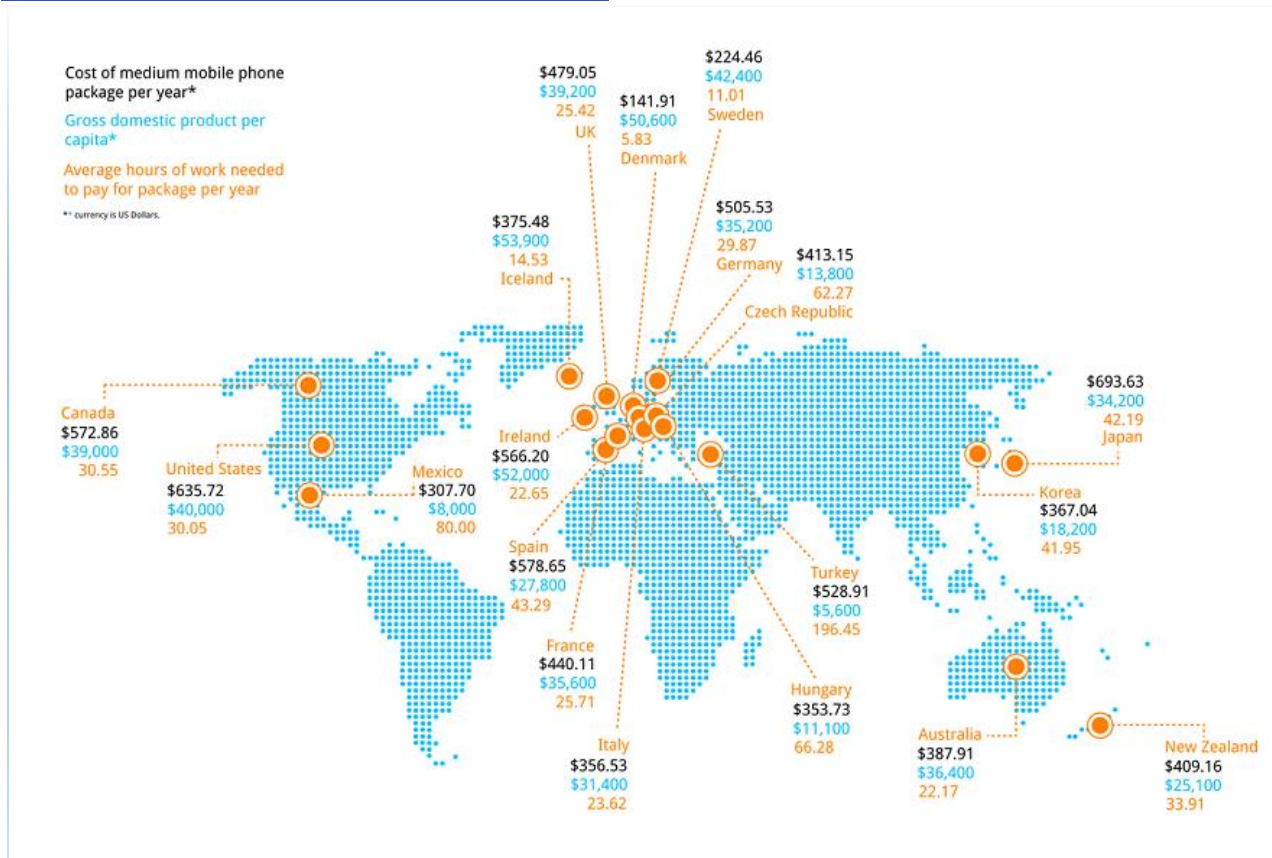 Cost of medium mobile phone
package per year*
Gross domestic product per
capita*
Average hours of work needed
to pay for package per year
** currency is US Dollars.
$479.05
$39,200
25.42
UK
$141.91
$50,600
5.83
Denmark
$224.46
$42,400
11.01
Sweden
$375.48
$53,900
14.53
Iceland
$505.53
$35,200
29.87
Germany
$413.15
$13,800
62.27
Czech Republic
Canada
$572.86
$39,000
30.55
United States
$635.72
$40,000
30.05
Mexico
$307.70
$8,000
80.00
Ireland
$566.20
$52,000
22.65
Spain
$578.65
$27,800
43.29
France
$440.11
$35,600
25.71
Italy
$356.53
$31,400
23.62
Turkey
$528.91
$5,600
196.45
Hungary
$353.73
$11,100
66.28
$693.63
$34,200
42.19
Japan
Korea
$367.04
$18,200
41.95
Australia
$387.91
$36,400
22.17
New Zealand
$409.16
$25,100
33.91